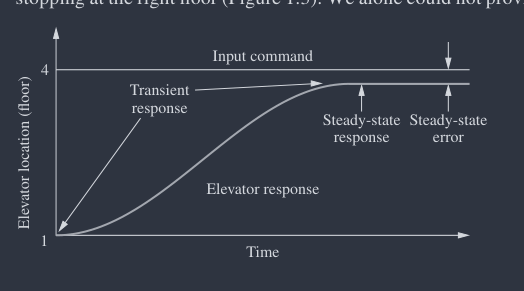 stopping at the right floor (Figure 1.5). We alone could not prov
Input command
4
Transient
response
Steady-state
response
Steady-state
error
Elevator location (floor)
Elevator response
1
Time